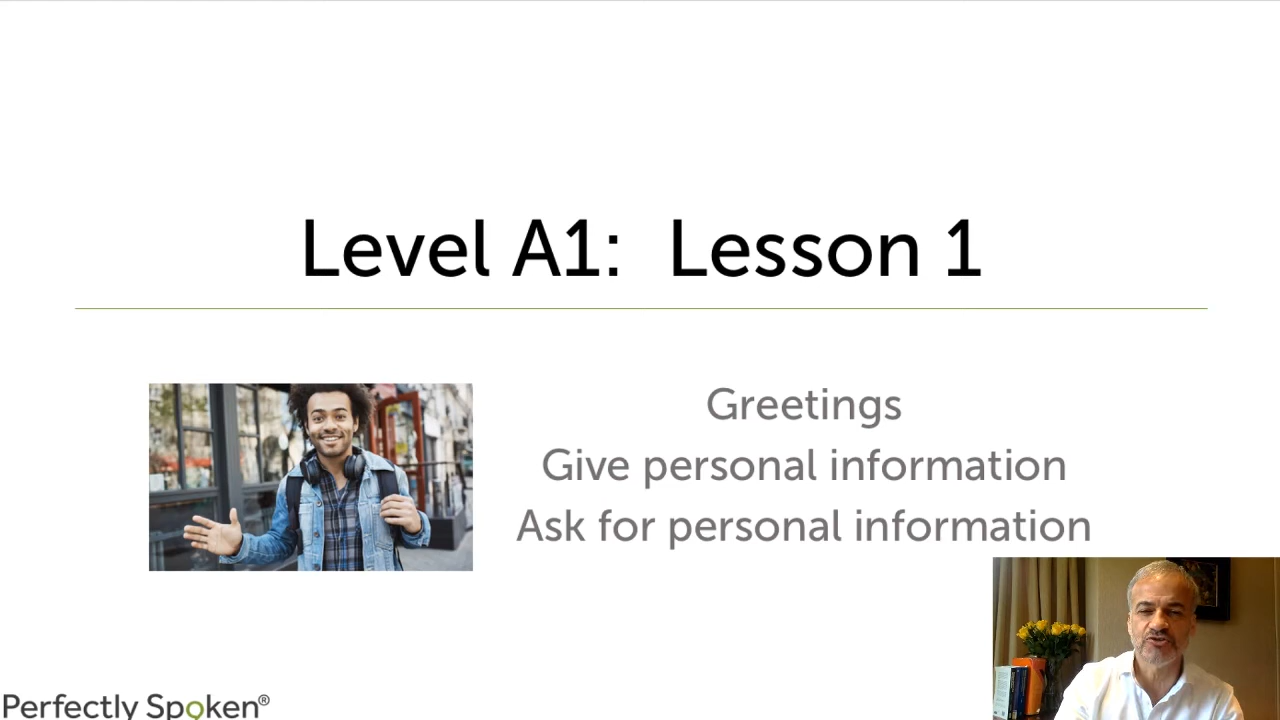 Level A1: Lesson 1
Greetings
Give personal information
Ask for personal information
Perfectly Spoken®